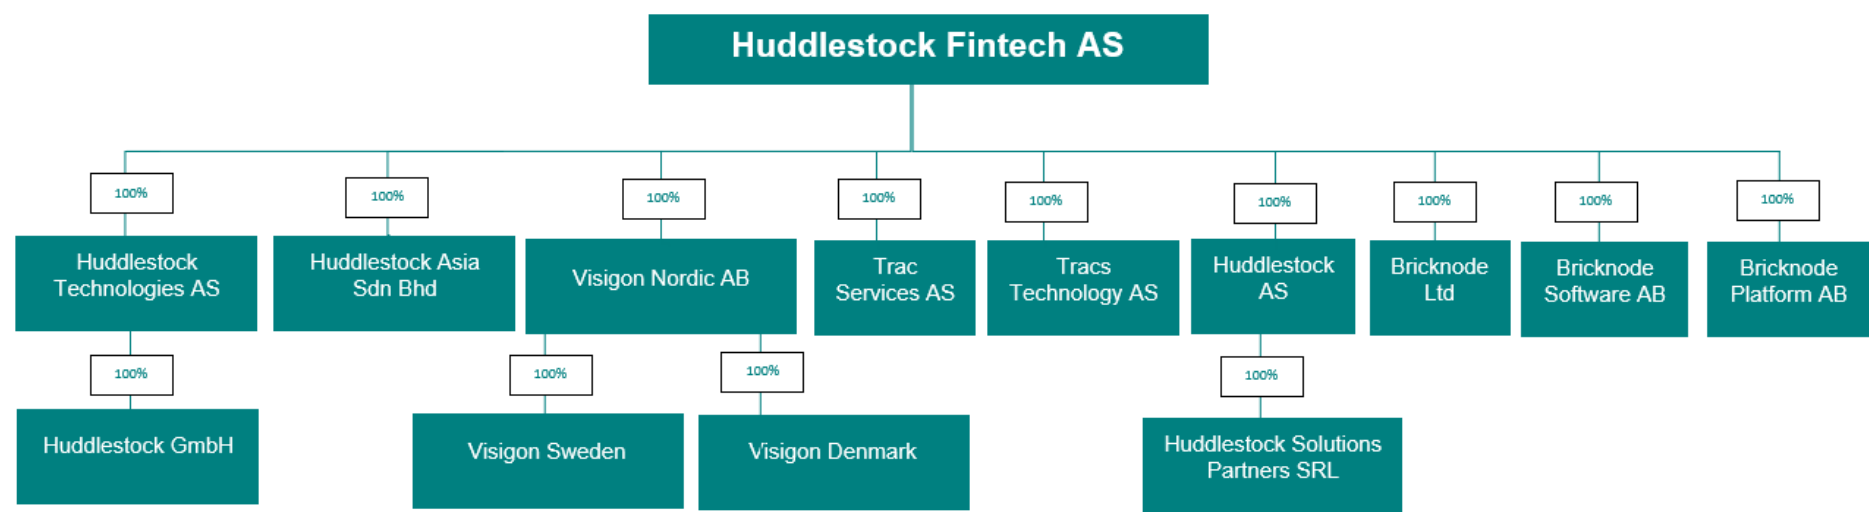 Huddlestock Fintech AS
100%
100%
100%
100%
100%
100%
100%
100%
100%
Huddlestock
Technologies AS
Huddlestock Asia
Sdn Bhd
Visigon Nordic AB
Trac
Services AS
Tracs
Technology AS
Huddlestock
AS
Bricknode
Ltd
Bricknode
Software AB
Bricknode
Platform AB
100%
100%
100%
100%
Huddlestock GmbH
Visigon Sweden
Visigon Denmark
Huddlestock Solutions
Partners SRL